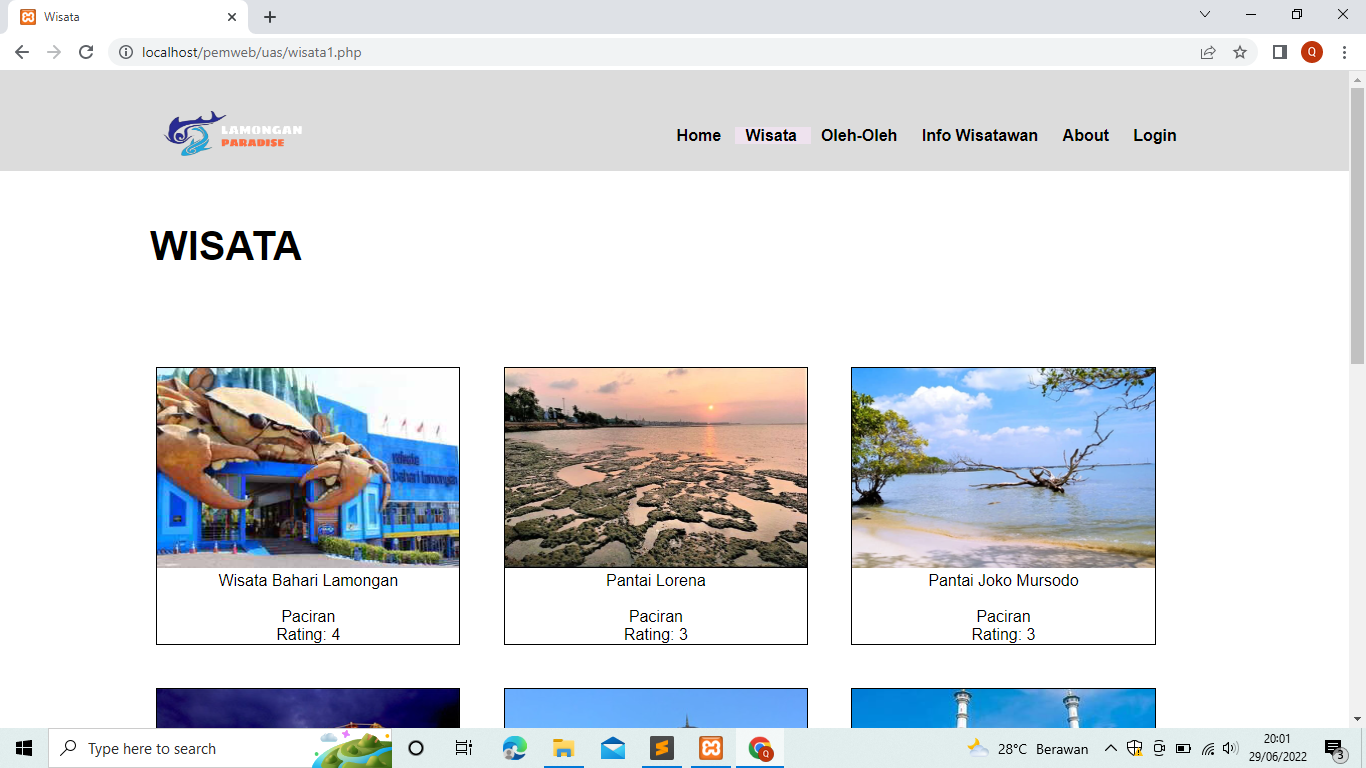 Wisata
localhost/pemweb/uas/wisata1.php
Q
LAMONGAN
PARADISE
Home Wisata Oleh-Oleh Info Wisatawan About Login
WISATA
wisata
bahari lamongan
Wisata Bahari Lamongan
Paciran
Rating: 4
Pantai Lorena
Paciran
Rating: 3
Pantai Joko Mursodo
Paciran
Rating: 3
Type here to search
Q
28°C Berawan
20:01
29/06/2022
3